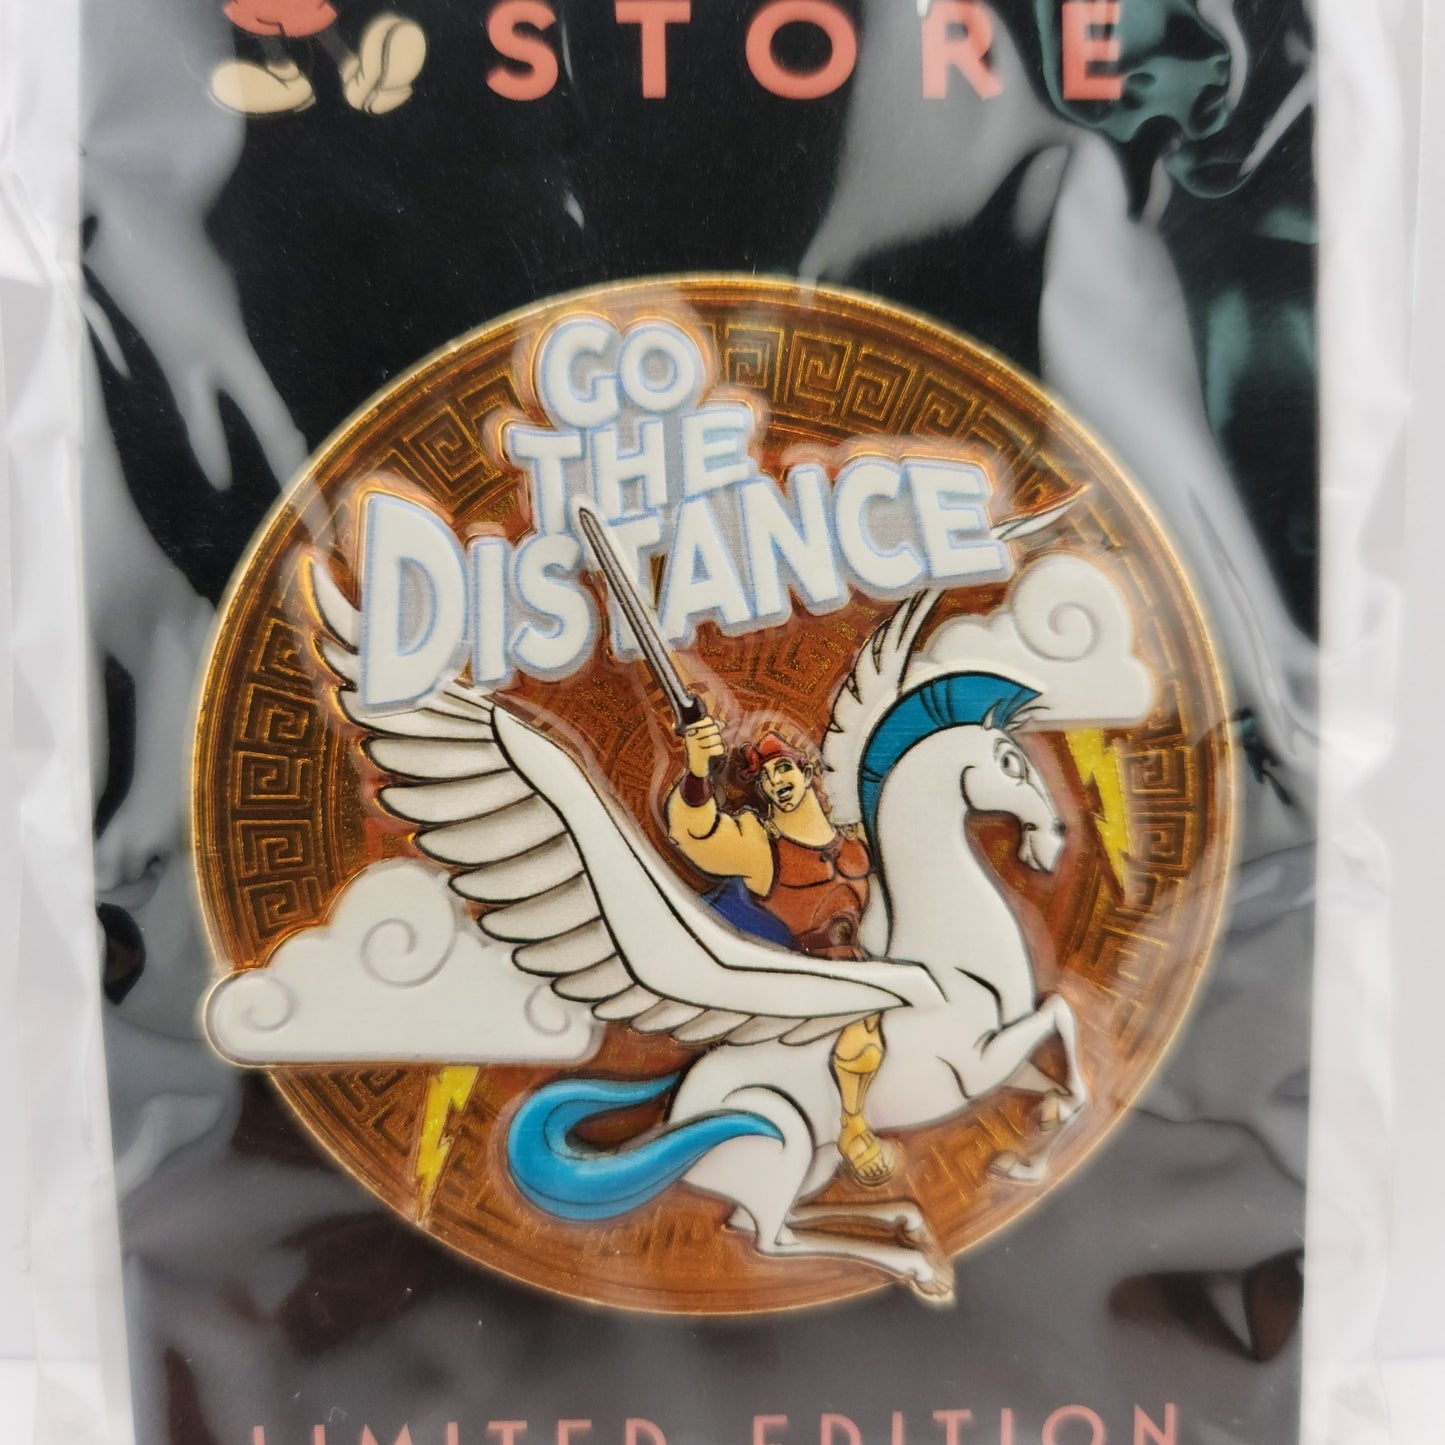 STORE
GO
THE
DISTANCE
LIMITED EDITION